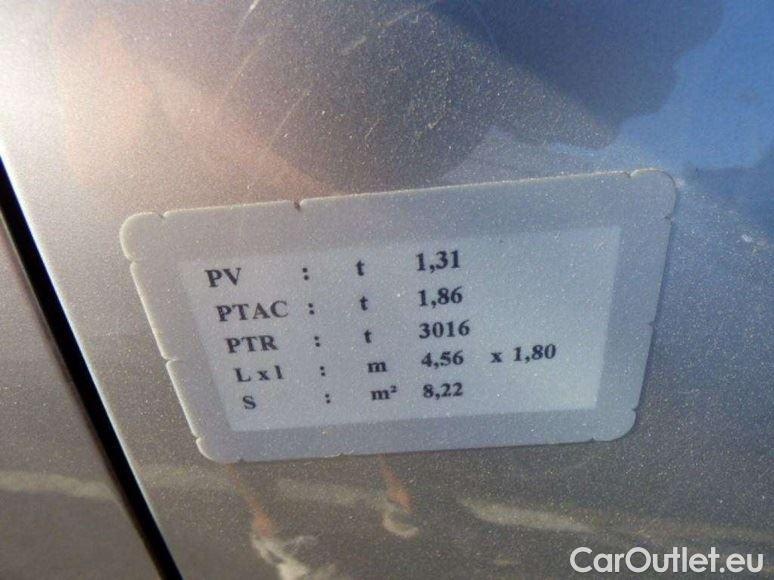 PV : t 1,31
PTAC : t 1,86
PTR : t 3016
L x l : m 4,56 x 1,80
S : m² 8,22
CarOutlet.eu